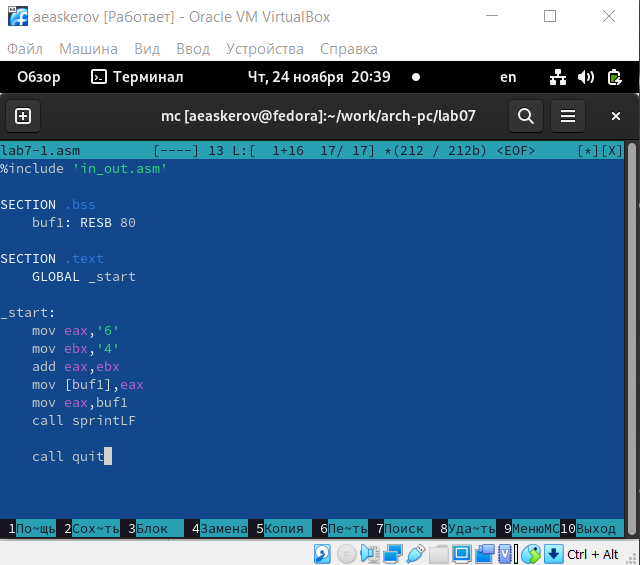 aeaskerov [Работает] - Oracle VM VirtualBox
Файл Машина Вид Ввод Устройства Справка
Обзор Терминал Чт, 24 ноября 20:39 en
mc [aeaskerov@fedora]:~/work/arch-pc/lab07
lab7-1.asm [----] 13 L:[ 1+16 17/ 17] *(212 / 212b) <EOF> [*][X]
%include 'in_out.asm'
SECTION .bss
buf1: RESB 80
SECTION .text
GLOBAL _start
_start:
mov eax,'6'
mov ebx,'4'
add eax,ebx
mov [buf1],eax
mov eax,buf1
call sprintLF
call quit
1По~щь 2Сох~ть 3Блок 4Замена 5Копия 6Пе~ть 7Поиск 8Уда~ть 9МенюМС 10Выход
Ctrl + Alt